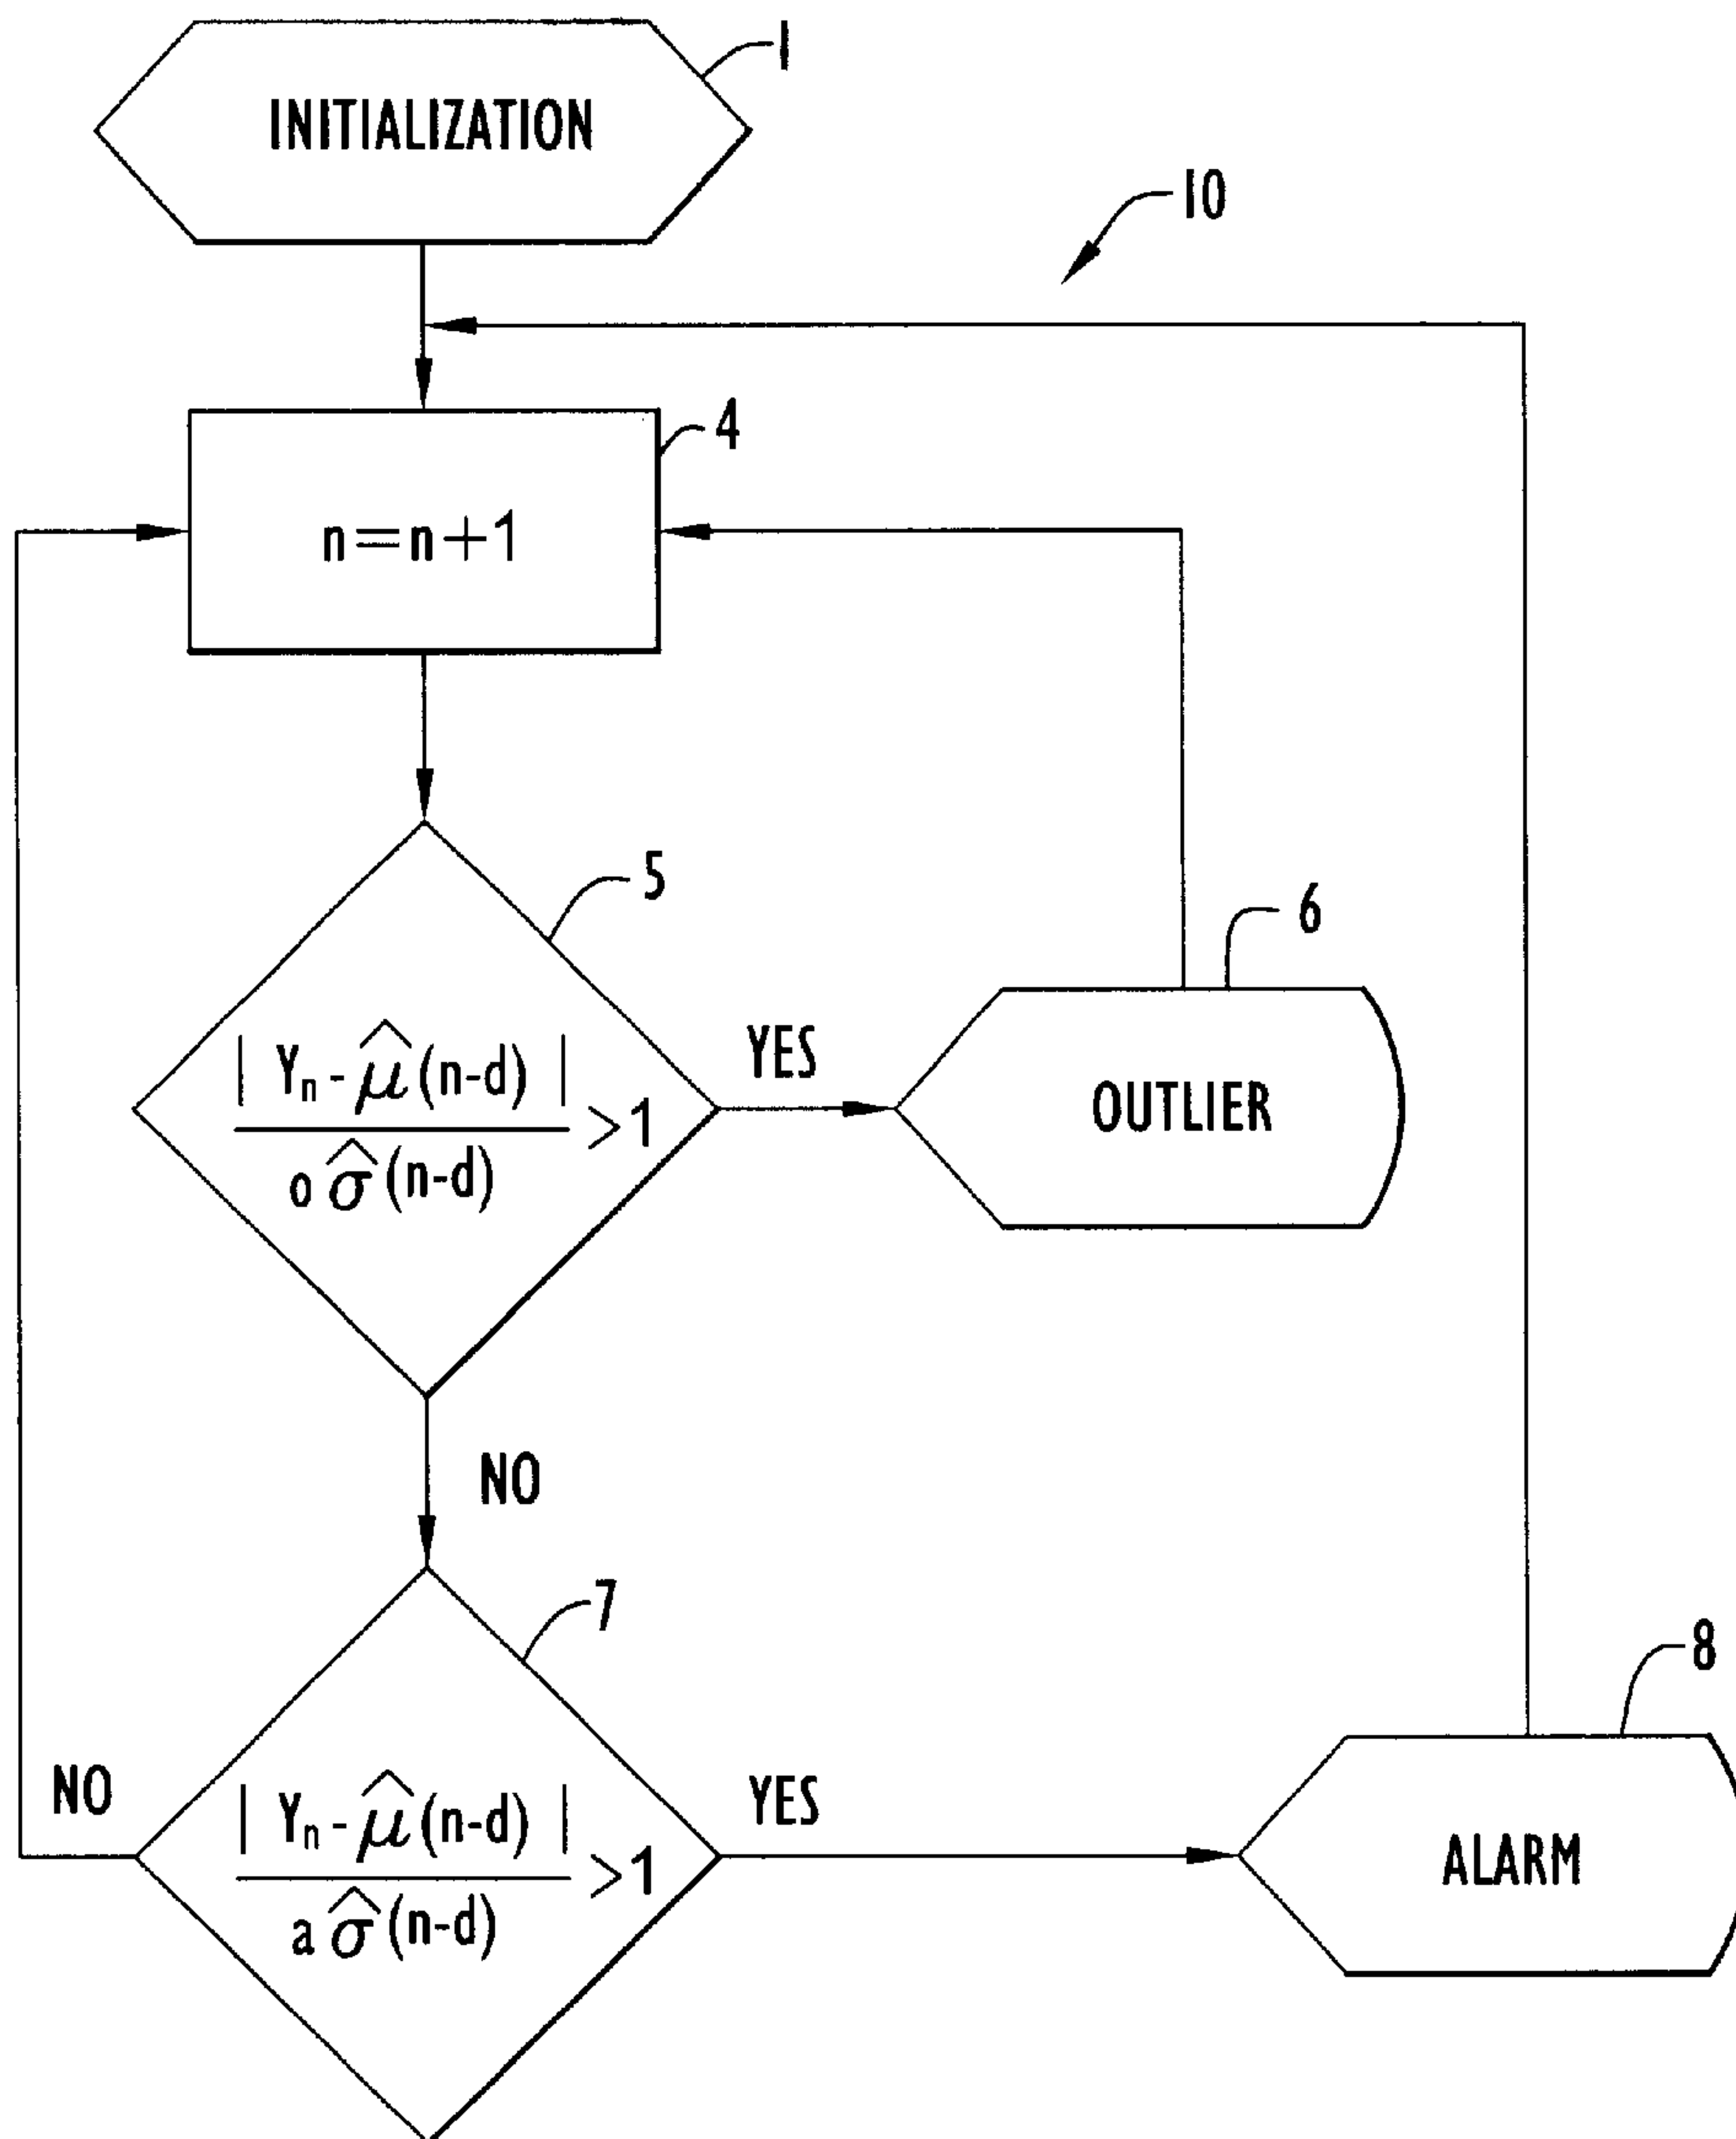 INITIALIZATION
1
10
4
n=n+1
5
6
| Yn - μ̂(n-d) |
o σ̂(n-d)
>1
YES
OUTLIER
NO
7
8
NO
| Yn - μ̂(n-d) |
a σ̂(n-d)
>1
YES
ALARM